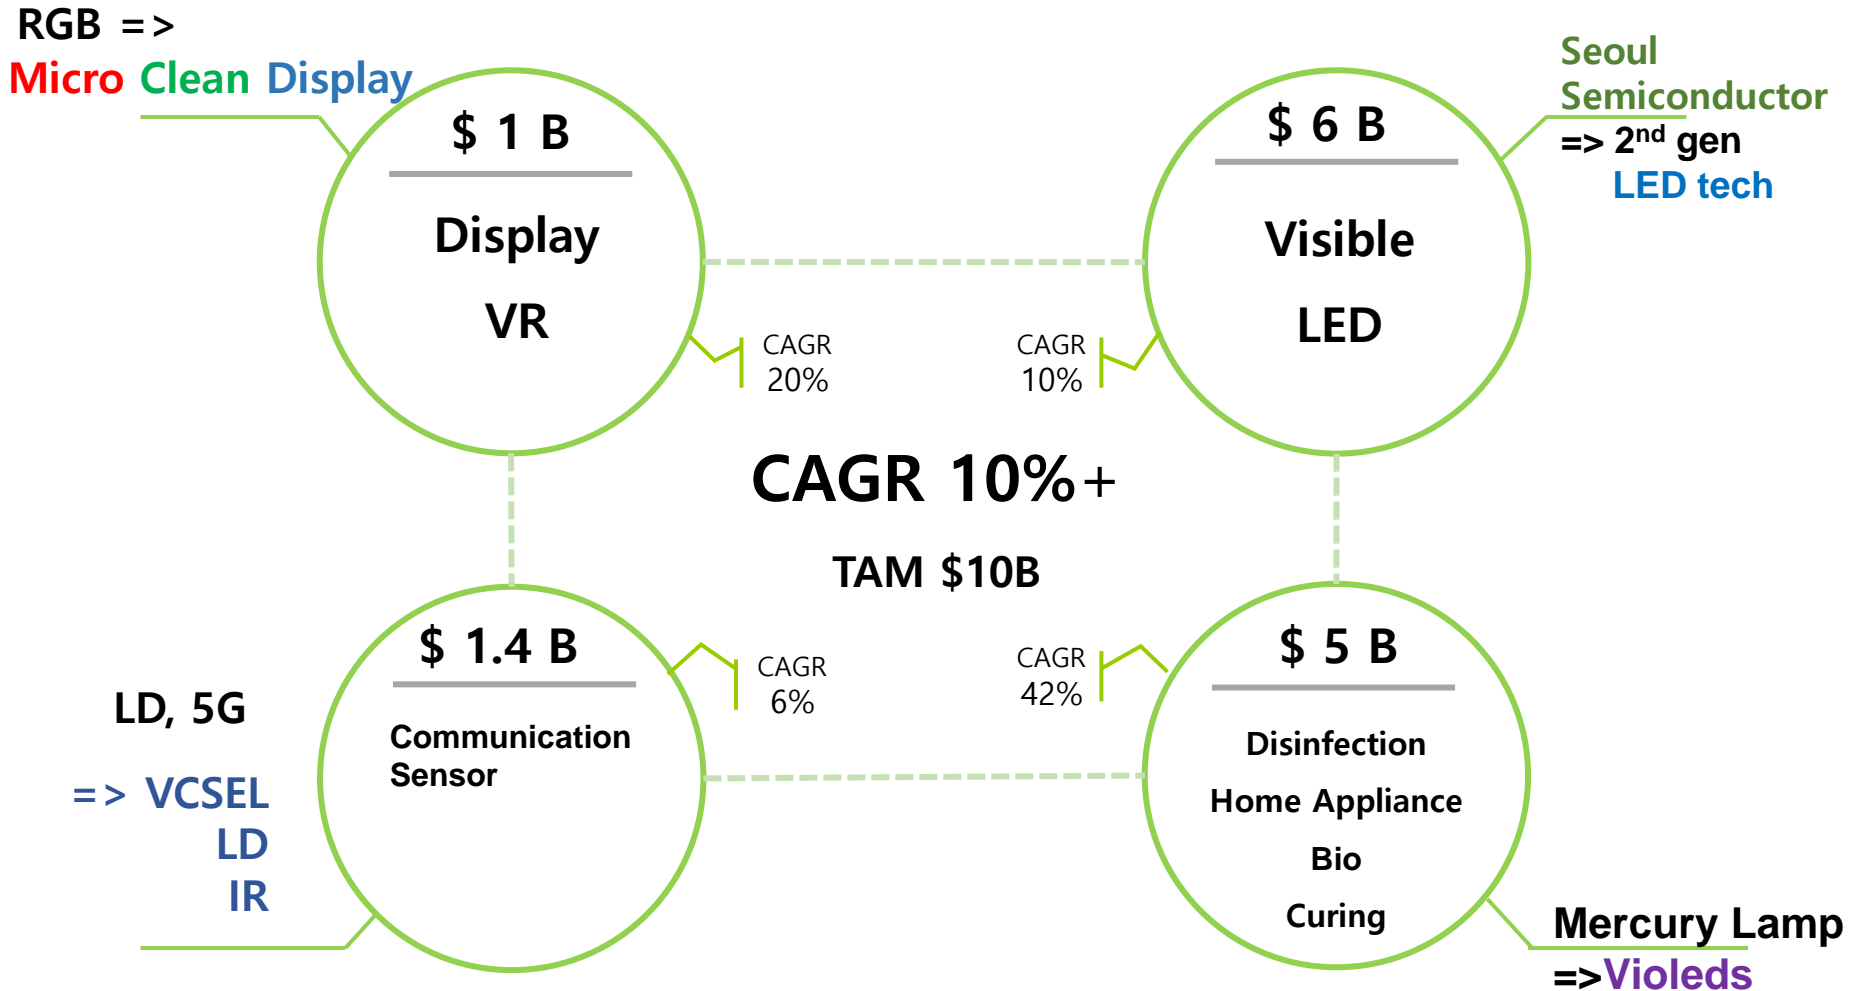 RGB =>
Micro Clean Display
$ 1 B
Display
VR
CAGR
20%
$ 6 B
Visible
LED
CAGR
10%
Seoul
Semiconductor
=> 2nd gen
LED tech
CAGR 10%+
TAM $10B
LD, 5G
=> VCSEL
LD
IR
$ 1.4 B
Communication
Sensor
CAGR
6%
CAGR
42%
$ 5 B
Disinfection
Home Appliance
Bio
Curing
Mercury Lamp
=>Violeds